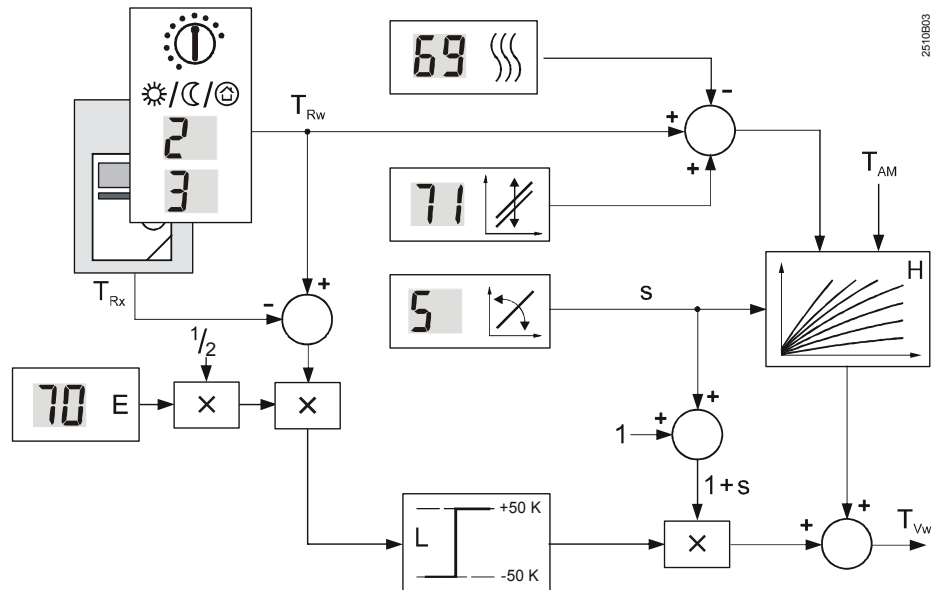 2510B03
69
/ /
2
3
T_Rw
+
−
71
+
T_AM
H
5
s
T_Rx
−
+
1/2
70 E
×
×
+
+
1
1+s
L
+50 K
-50 K
×
+
+
T_Vw